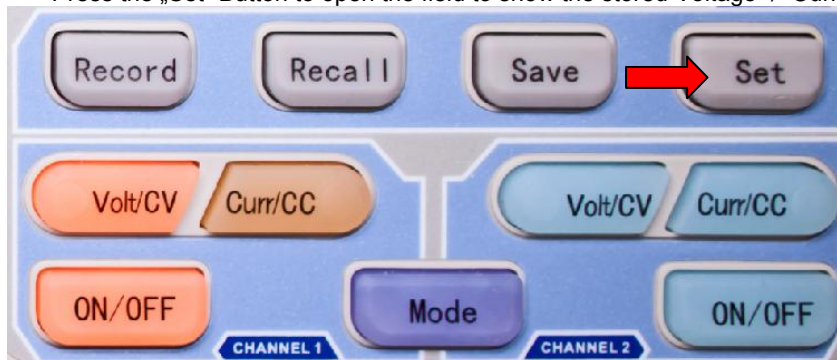 Press the „Set“ Button to open the field to show the stored Voltage
Record Recall Save Set
Volt/CV Curr/CC Volt/CV Curr/CC
ON/OFF Mode ON/OFF
CHANNEL 1 CHANNEL 2